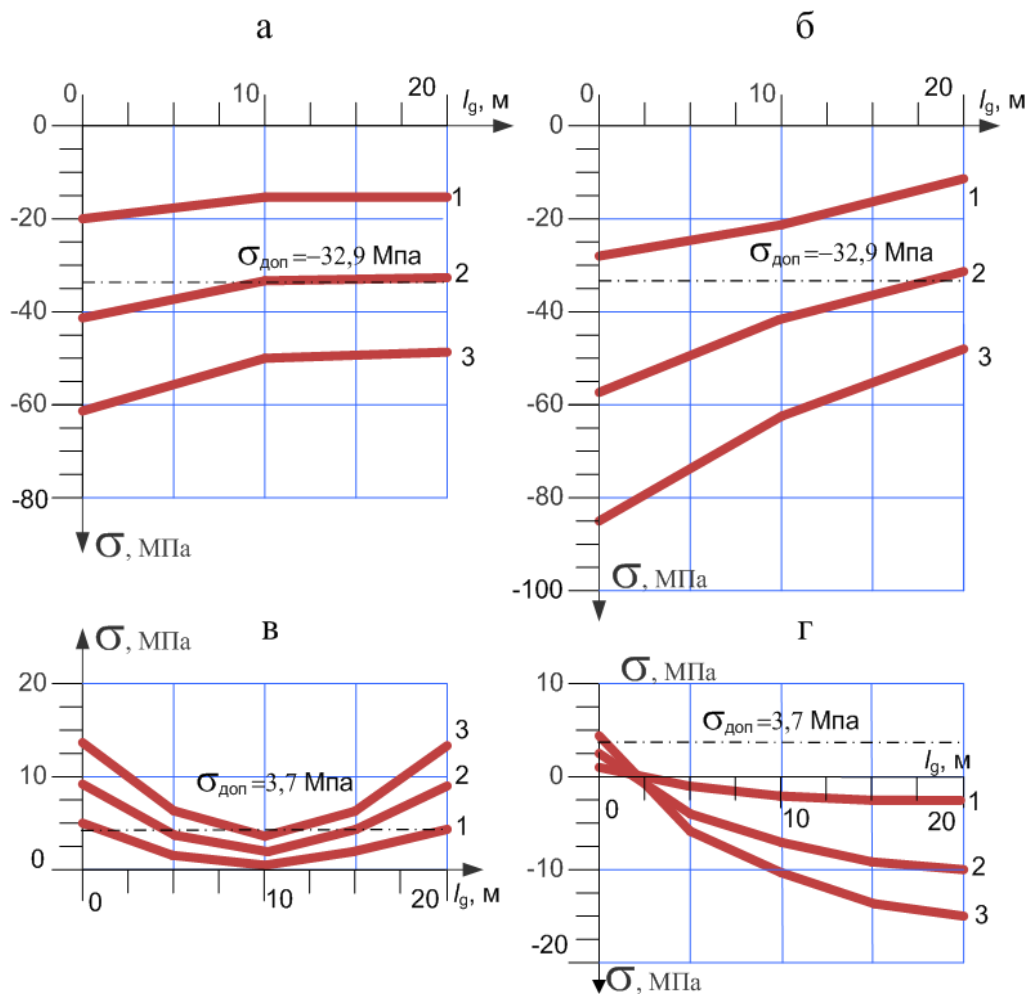 а
б
0 10 20 l_g, м
0
-20
-40
-60
-80
σ_доп =−32,9 Мпа
1
2
3
σ, МПа
0 10 20 l_g, м
0
-20
-40
-60
-80
-100
σ_доп =−32,9 Мпа
1
2
3
σ, МПа
в
σ, МПа
20
10
0
σ_доп =3,7 Мпа
3
2
1
0 10 20 l_g, м
г
σ, МПа
10
0
-10
-20
σ_доп =3,7 Мпа
l_g, м
0 10 20
1
2
3
σ, МПа